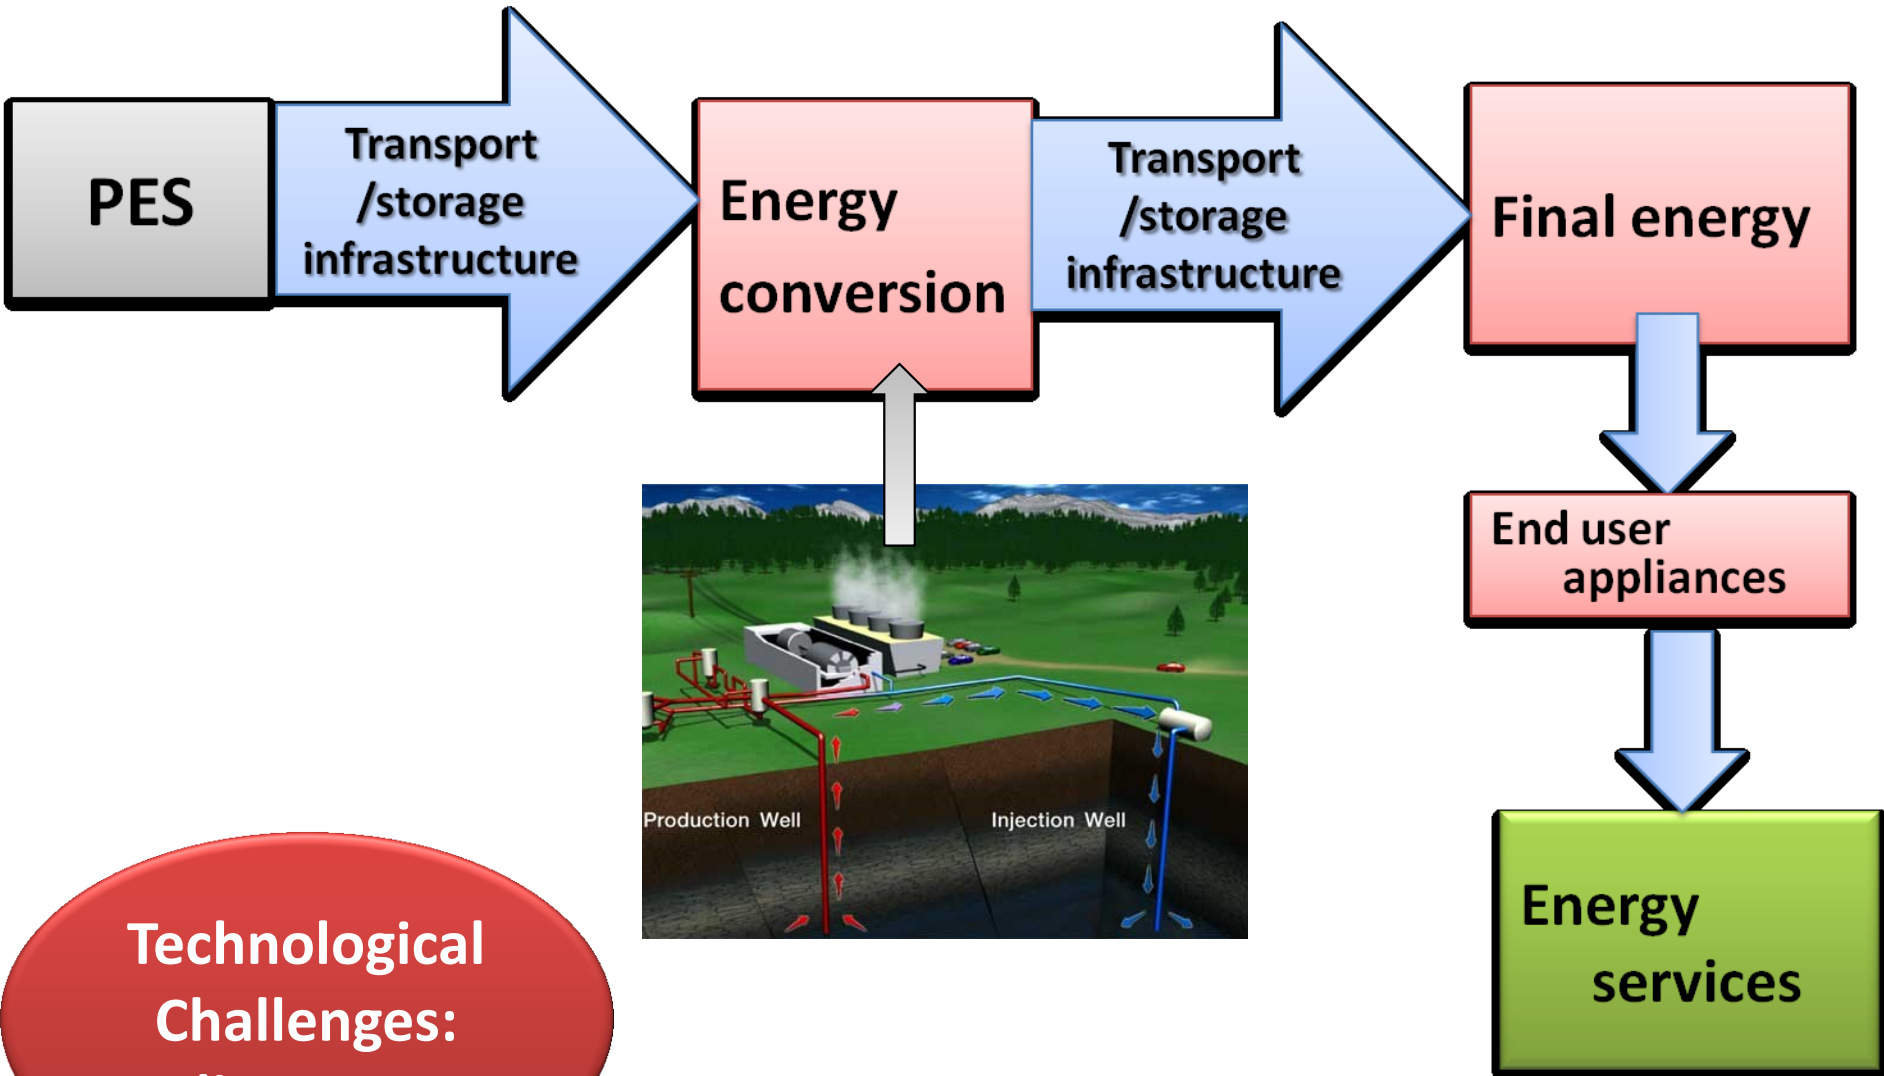 PES
Transport
/storage
infrastructure
Energy
conversion
Transport
/storage
infrastructure
Final energy
End user
appliances
Production Well
Injection Well
Energy
services
Technological
Challenges: